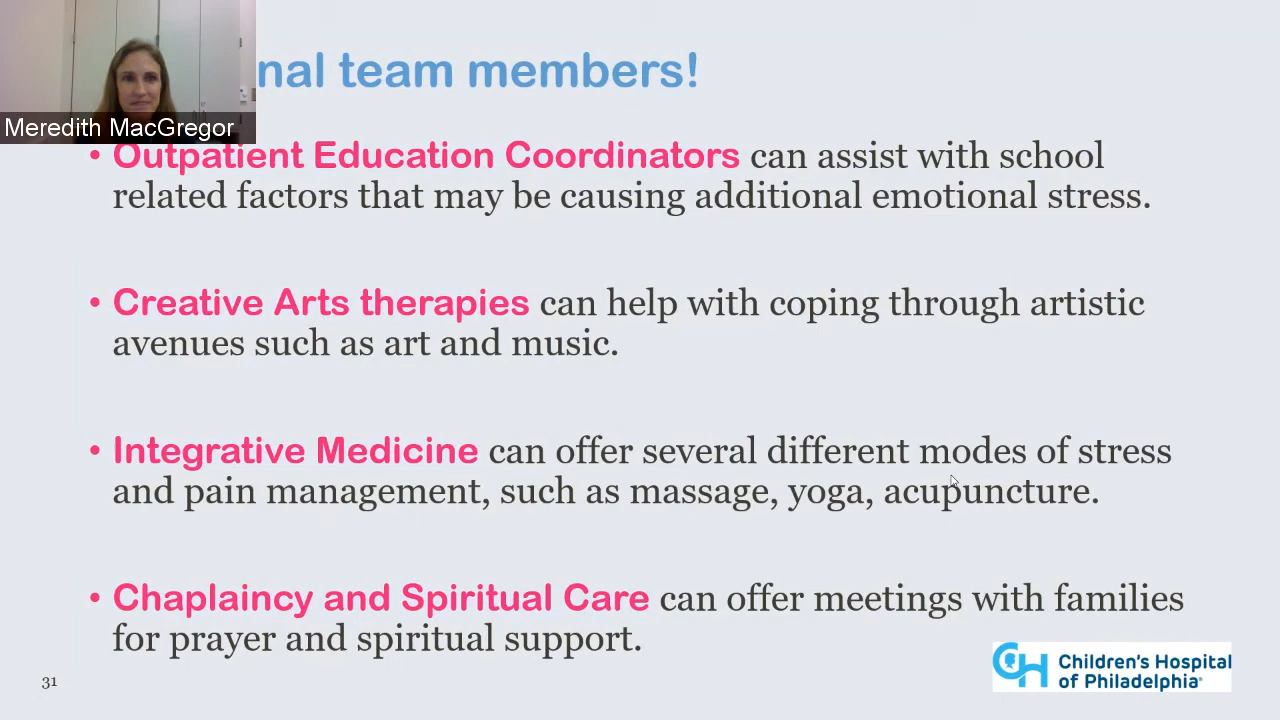 nal team members!
Meredith MacGregor
• Outpatient Education Coordinators can assist with school
related factors that may be causing additional emotional stress.
• Creative Arts therapies can help with coping through artistic
avenues such as art and music.
• Integrative Medicine can offer several different modes of stress
and pain management, such as massage, yoga, acupuncture.
• Chaplaincy and Spiritual Care can offer meetings with families
for prayer and spiritual support.
31
CH Children's Hospital
of Philadelphia